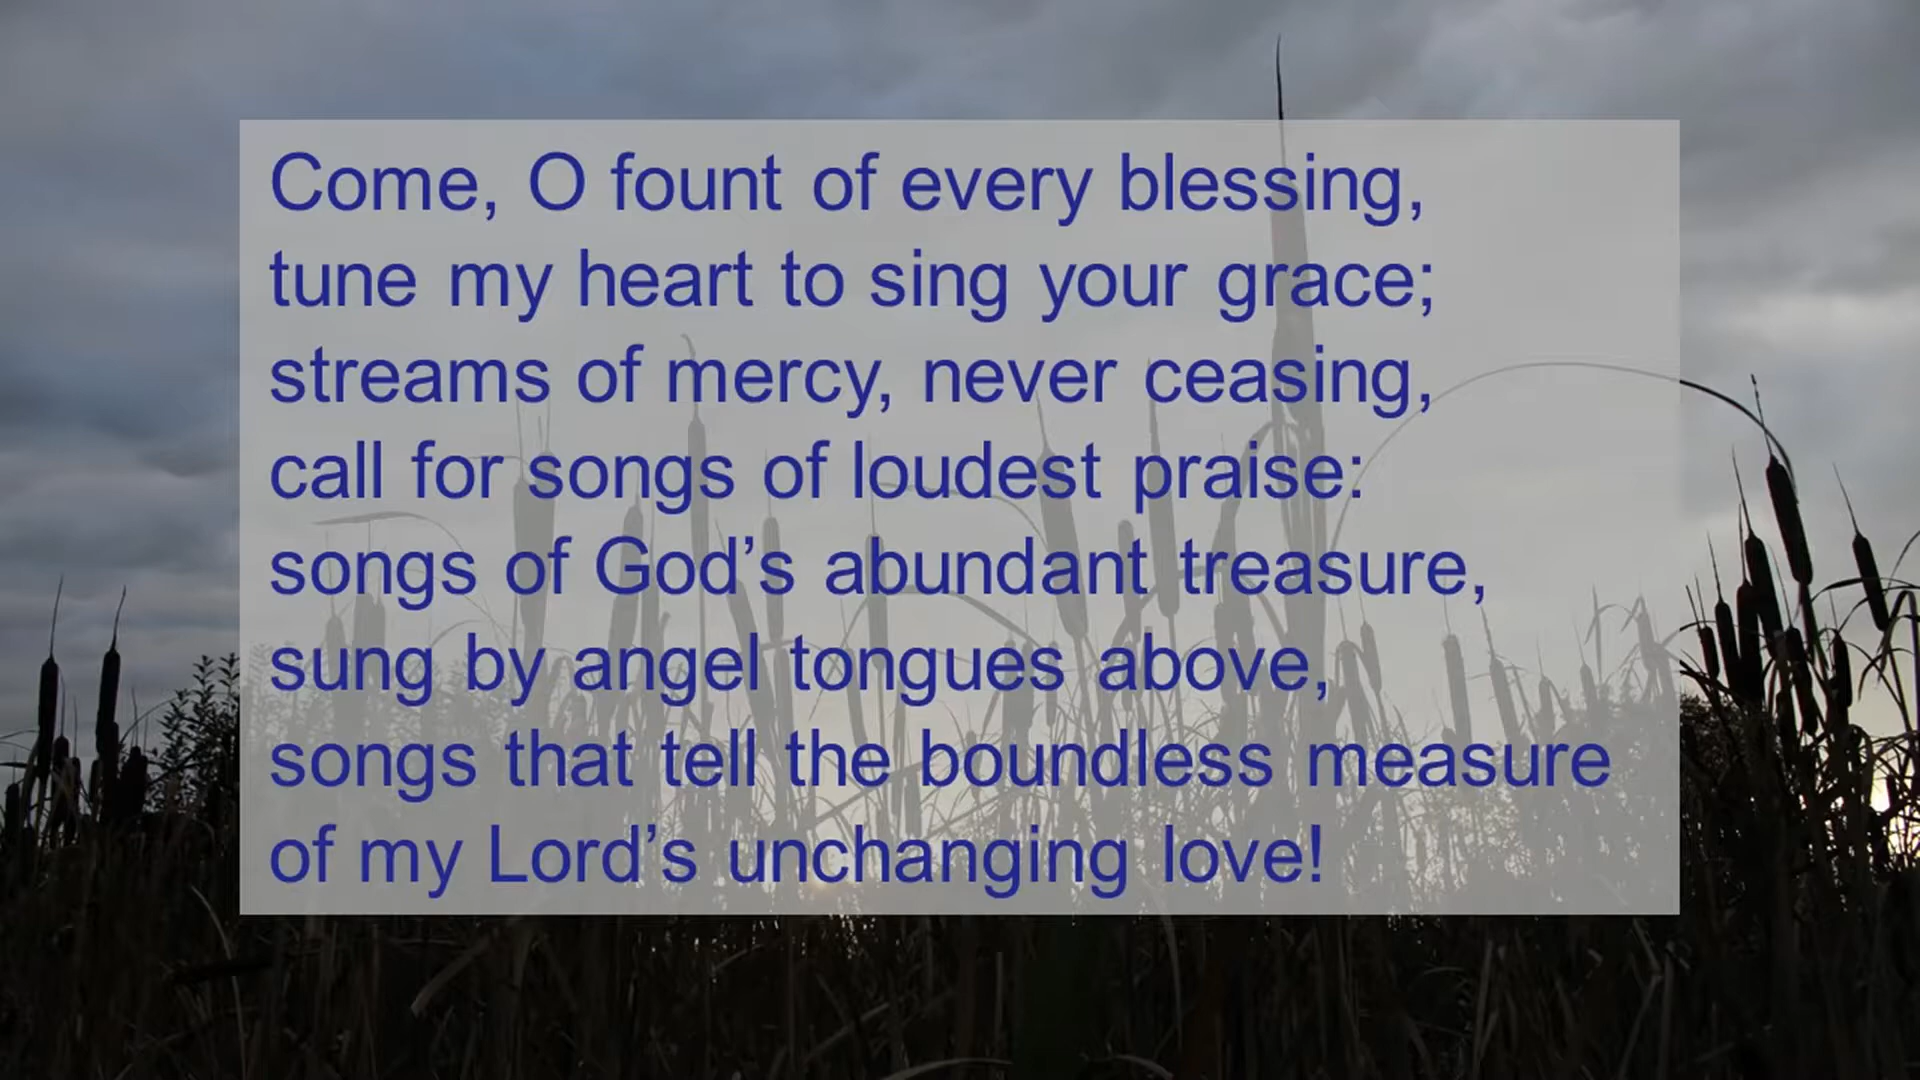 Come, O fount of every blessing,
tune my heart to sing your grace;
streams of mercy, never ceasing,
call for songs of loudest praise:
songs of God’s abundant treasure,
sung by angel tongues above,
songs that tell the boundless measure
of my Lord’s unchanging love!